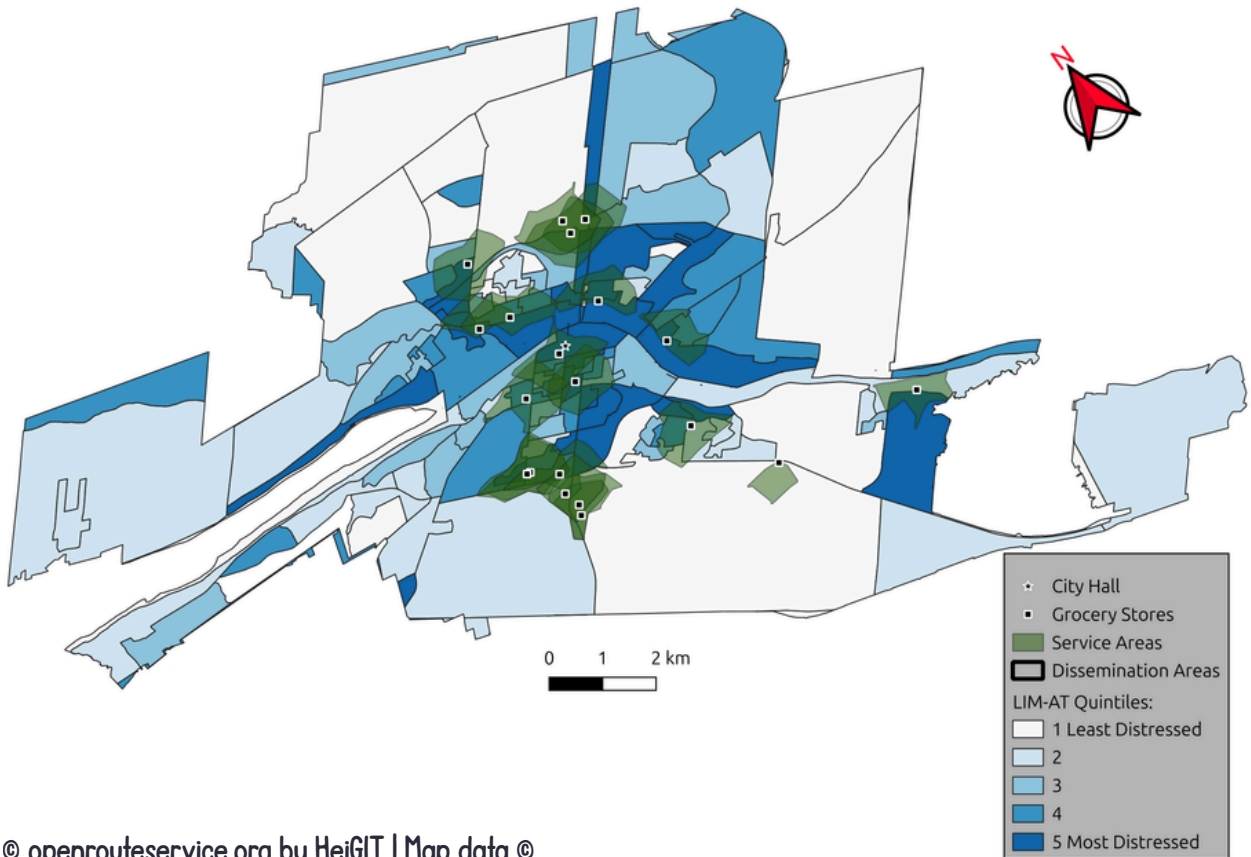 N
0 1 2 km
City Hall
Grocery Stores
Service Areas
Dissemination Areas
LIM-AT Quintiles:
1 Least Distressed
2
3
4
5 Most Distressed
© openrouteservice.org by HeiGIT | Map data ©